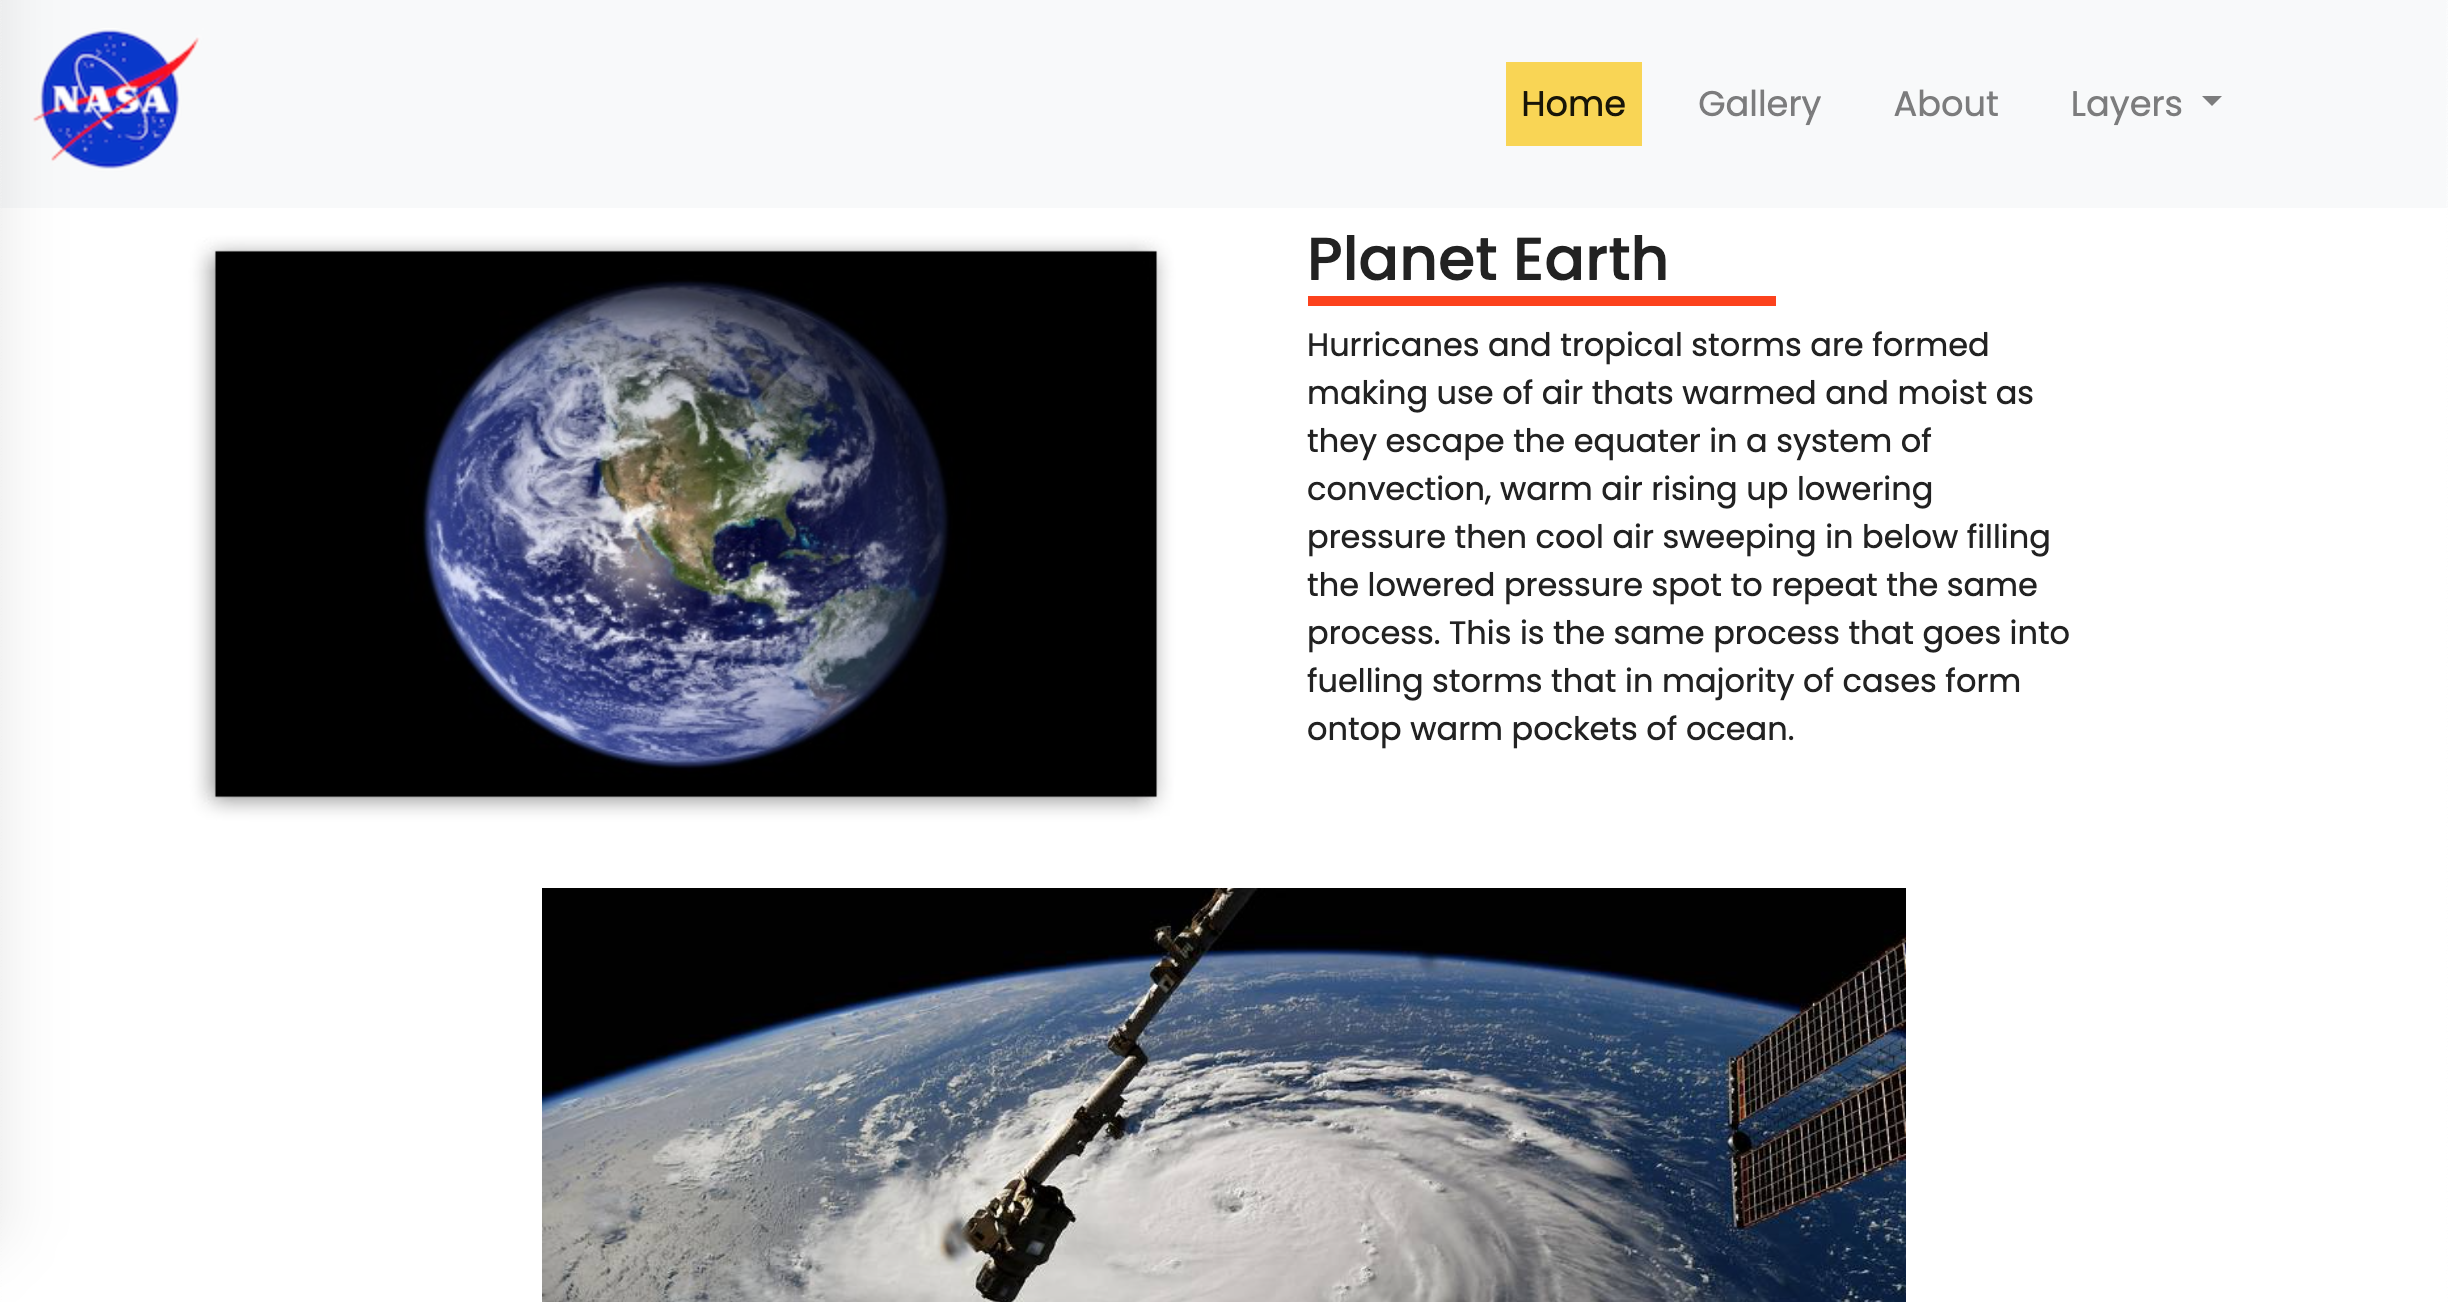 NASA
Home Gallery About Layers
Planet Earth
Hurricanes and tropical storms are formed
making use of air thats warmed and moist as
they escape the equater in a system of
convection, warm air rising up lowering
pressure then cool air sweeping in below filling
the lowered pressure spot to repeat the same
process. This is the same process that goes into
fuelling storms that in majority of cases form
ontop warm pockets of ocean.